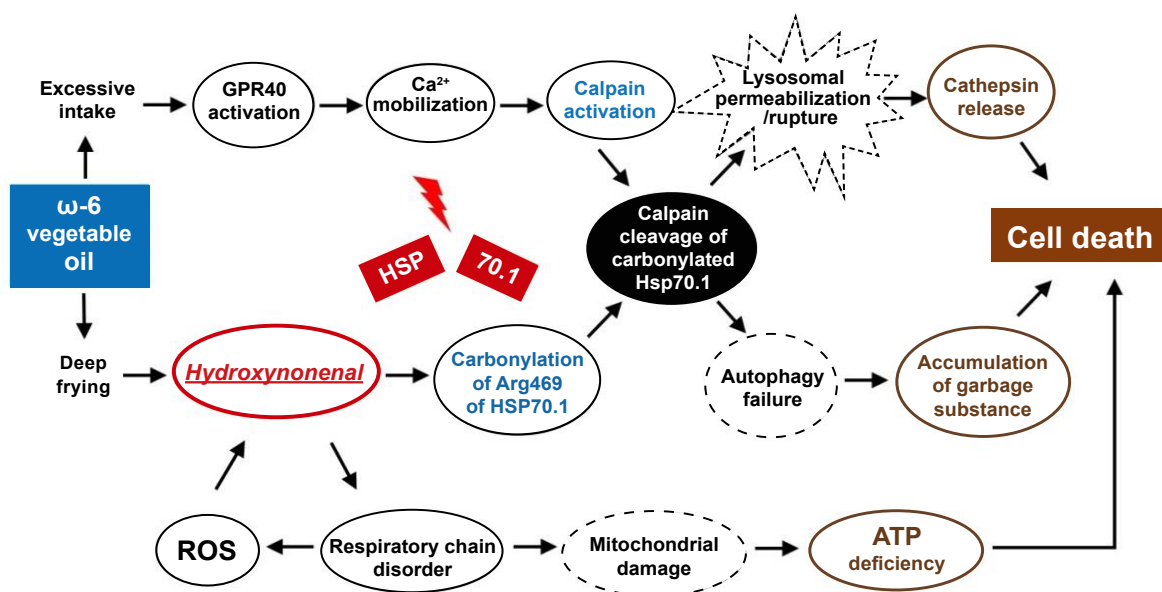 Excessive
intake
GPR40
activation
Ca²⁺
mobilization
Calpain
activation
Lysosomal
permeabilization
/rupture
Cathepsin
release
ω-6
vegetable
oil
HSP
70.1
Calpain
cleavage of
carbonylated
Hsp70.1
Cell death
Deep
frying
Hydroxynonenal
Carbonylation
of Arg469
of HSP70.1
Autophagy
failure
Accumulation
of garbage
substance
ROS
Respiratory chain
disorder
Mitochondrial
damage
ATP
deficiency